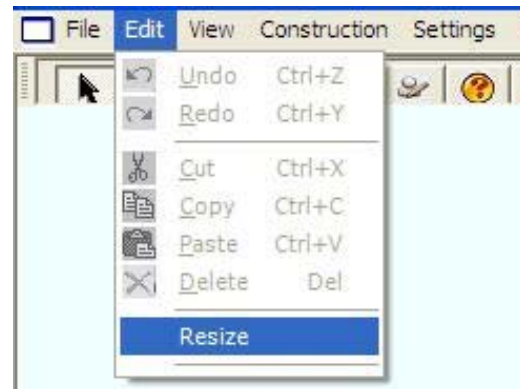 File Edit View Construction Settings
Undo Ctrl+Z
Redo Ctrl+Y
Cut Ctrl+X
Copy Ctrl+C
Paste Ctrl+V
Delete Del
Resize